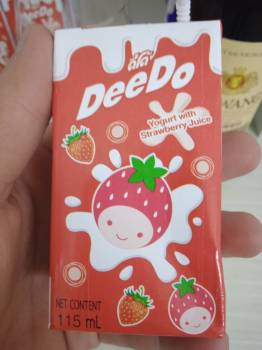 ดีโด้
DeeDo
Yogurt with
Strawberry Juice
NET CONTENT
115 mL